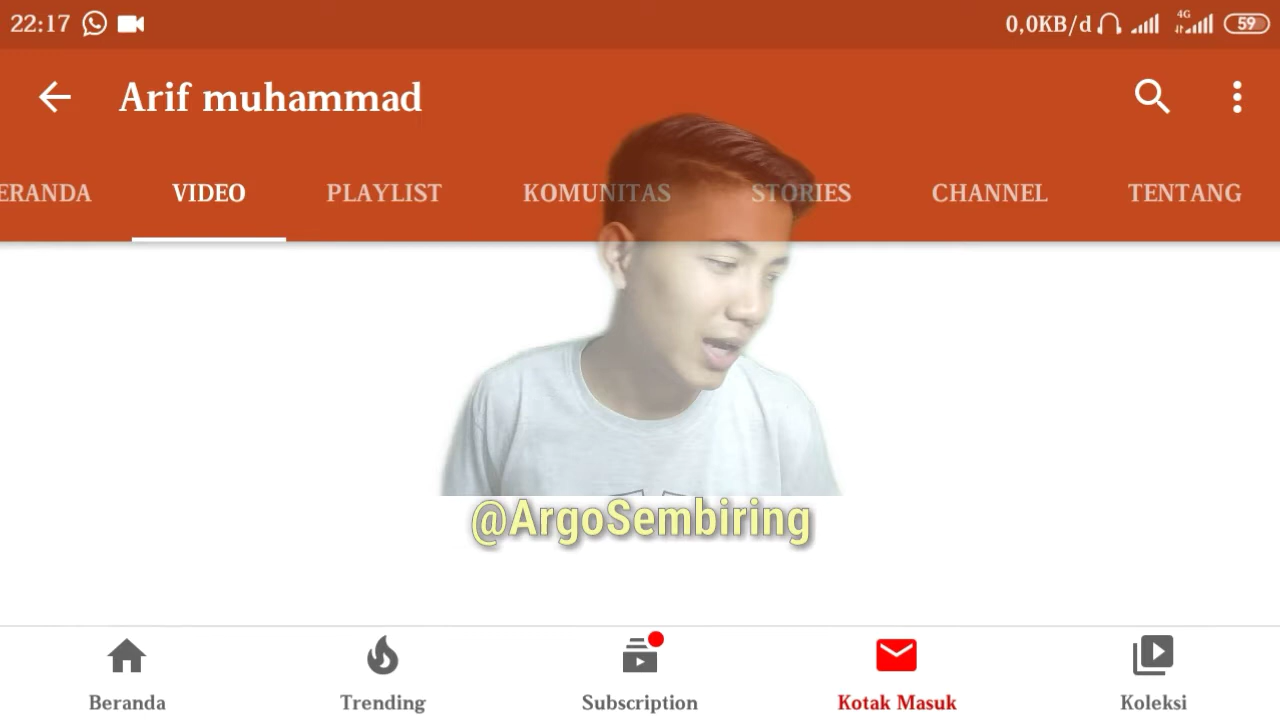 22:17 0,0KB/d 4G 59
Arif muhammad
ERANDA VIDEO PLAYLIST KOMUNITAS STORIES CHANNEL TENTANG
@ArgoSembiring
Beranda Trending Subscription Kotak Masuk Koleksi